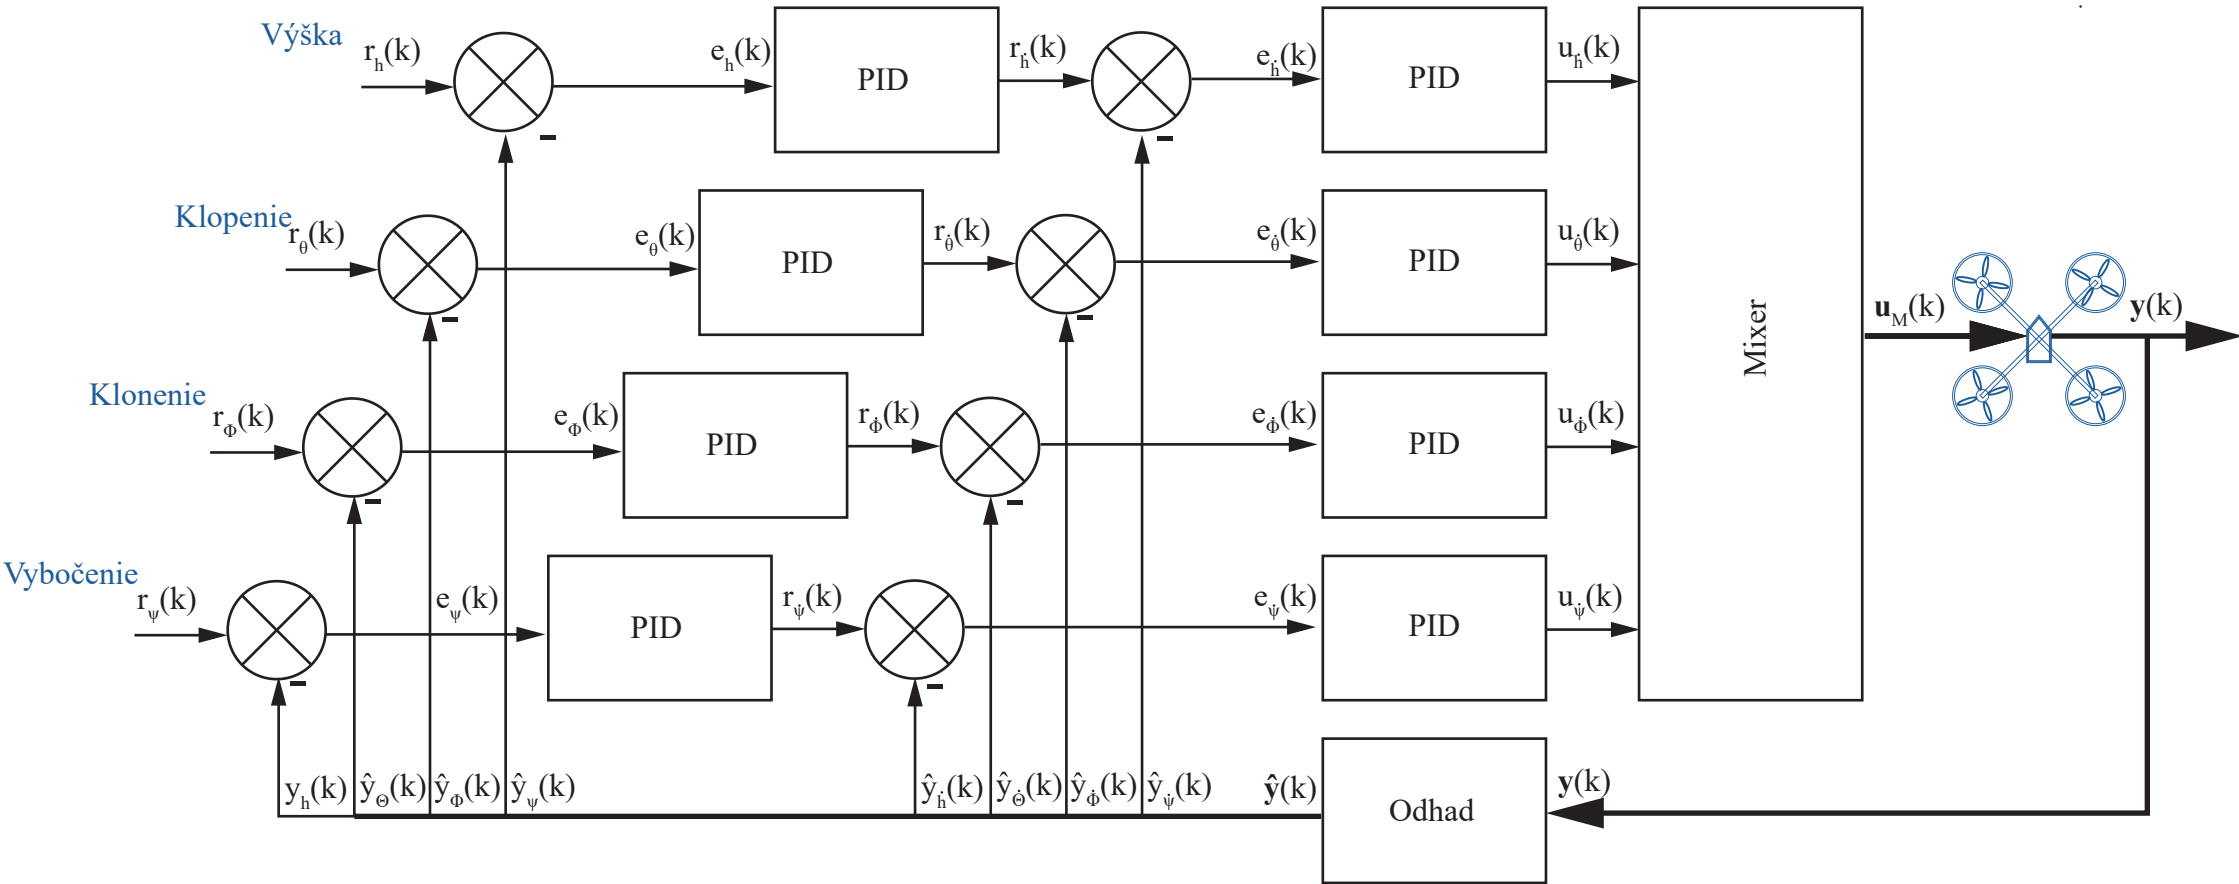 Výška
r_h(k)
e_h(k)
PID
r_ḣ(k)
e_ḣ(k)
PID
u_ḣ(k)
Klopenie
r_θ(k)
e_θ(k)
PID
r_θ̇(k)
e_θ̇(k)
PID
u_θ̇(k)
Mixer
u_M(k)
y(k)
Klonenie
r_Φ(k)
e_Φ(k)
PID
r_Φ̇(k)
e_Φ̇(k)
PID
u_Φ̇(k)
Vybočenie
r_ψ(k)
e_ψ(k)
PID
r_ψ̇(k)
e_ψ̇(k)
PID
u_ψ̇(k)
y_h(k)
ŷ_Θ(k)
ŷ_Φ(k)
ŷ_ψ(k)
ŷ_ḣ(k)
ŷ_Θ̇(k)
ŷ_Φ̇(k)
ŷ_ψ̇(k)
ŷ(k)
Odhad
y(k)